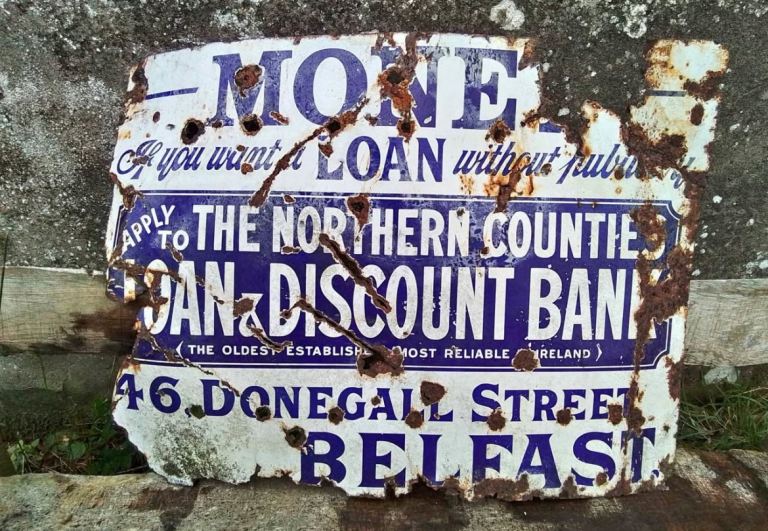 MONE
If you want a LOAN without publicity
APPLY TO THE NORTHERN COUNTIES
LOAN & DISCOUNT BANK
(THE OLDEST ESTABLISHED MOST RELIABLE IRELAND)
46, DONEGALL STREET
BELFAST.